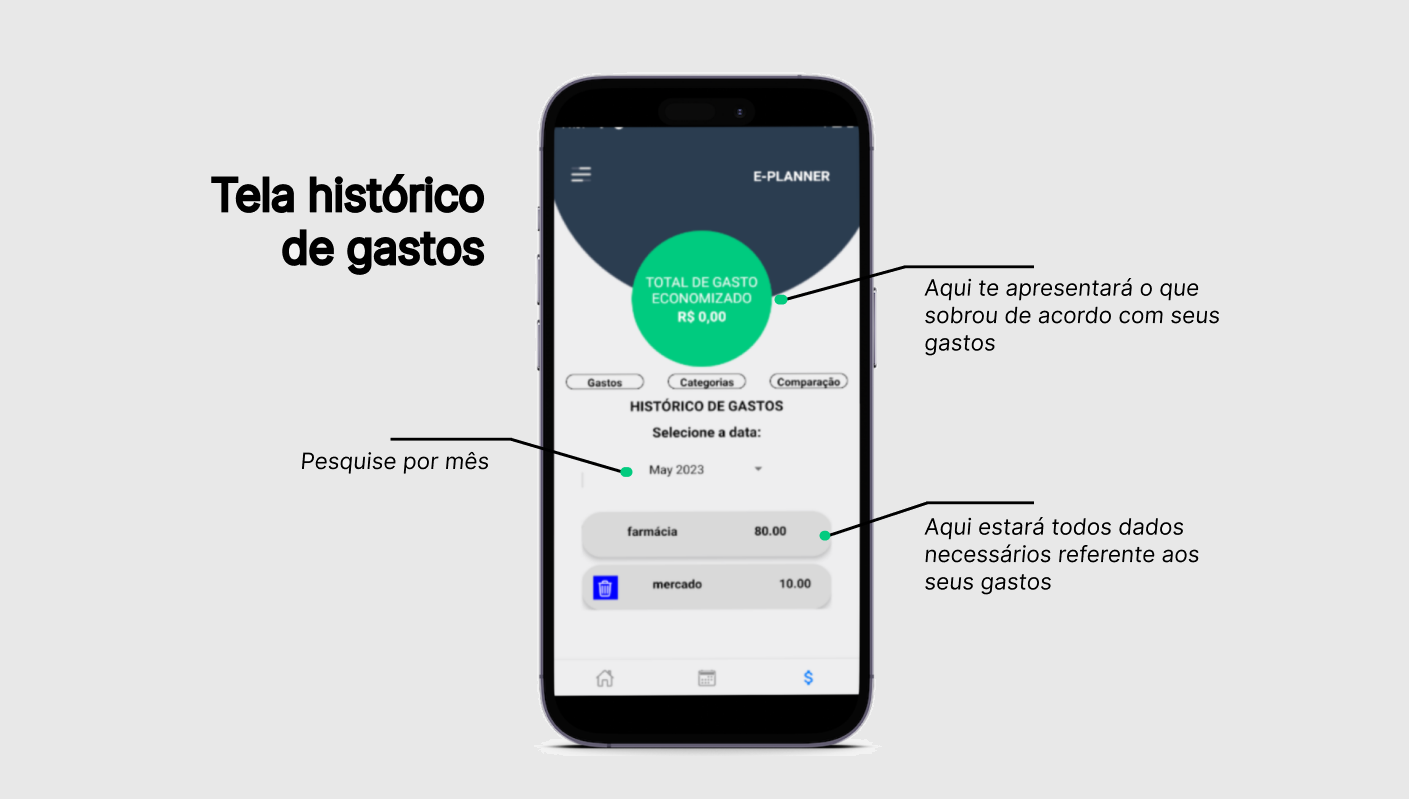 Tela histórico
de gastos
E-PLANNER
TOTAL DE GASTO
ECONOMIZADO
R$ 0,00
Aqui te apresentará o que
sobrou de acordo com seus
gastos
Gastos
Categorias
Comparação
HISTÓRICO DE GASTOS
Selecione a data:
Pesquise por mês
May 2023
farmácia
80.00
Aqui estará todos dados
necessários referente aos
seus gastos
mercado
10.00
$